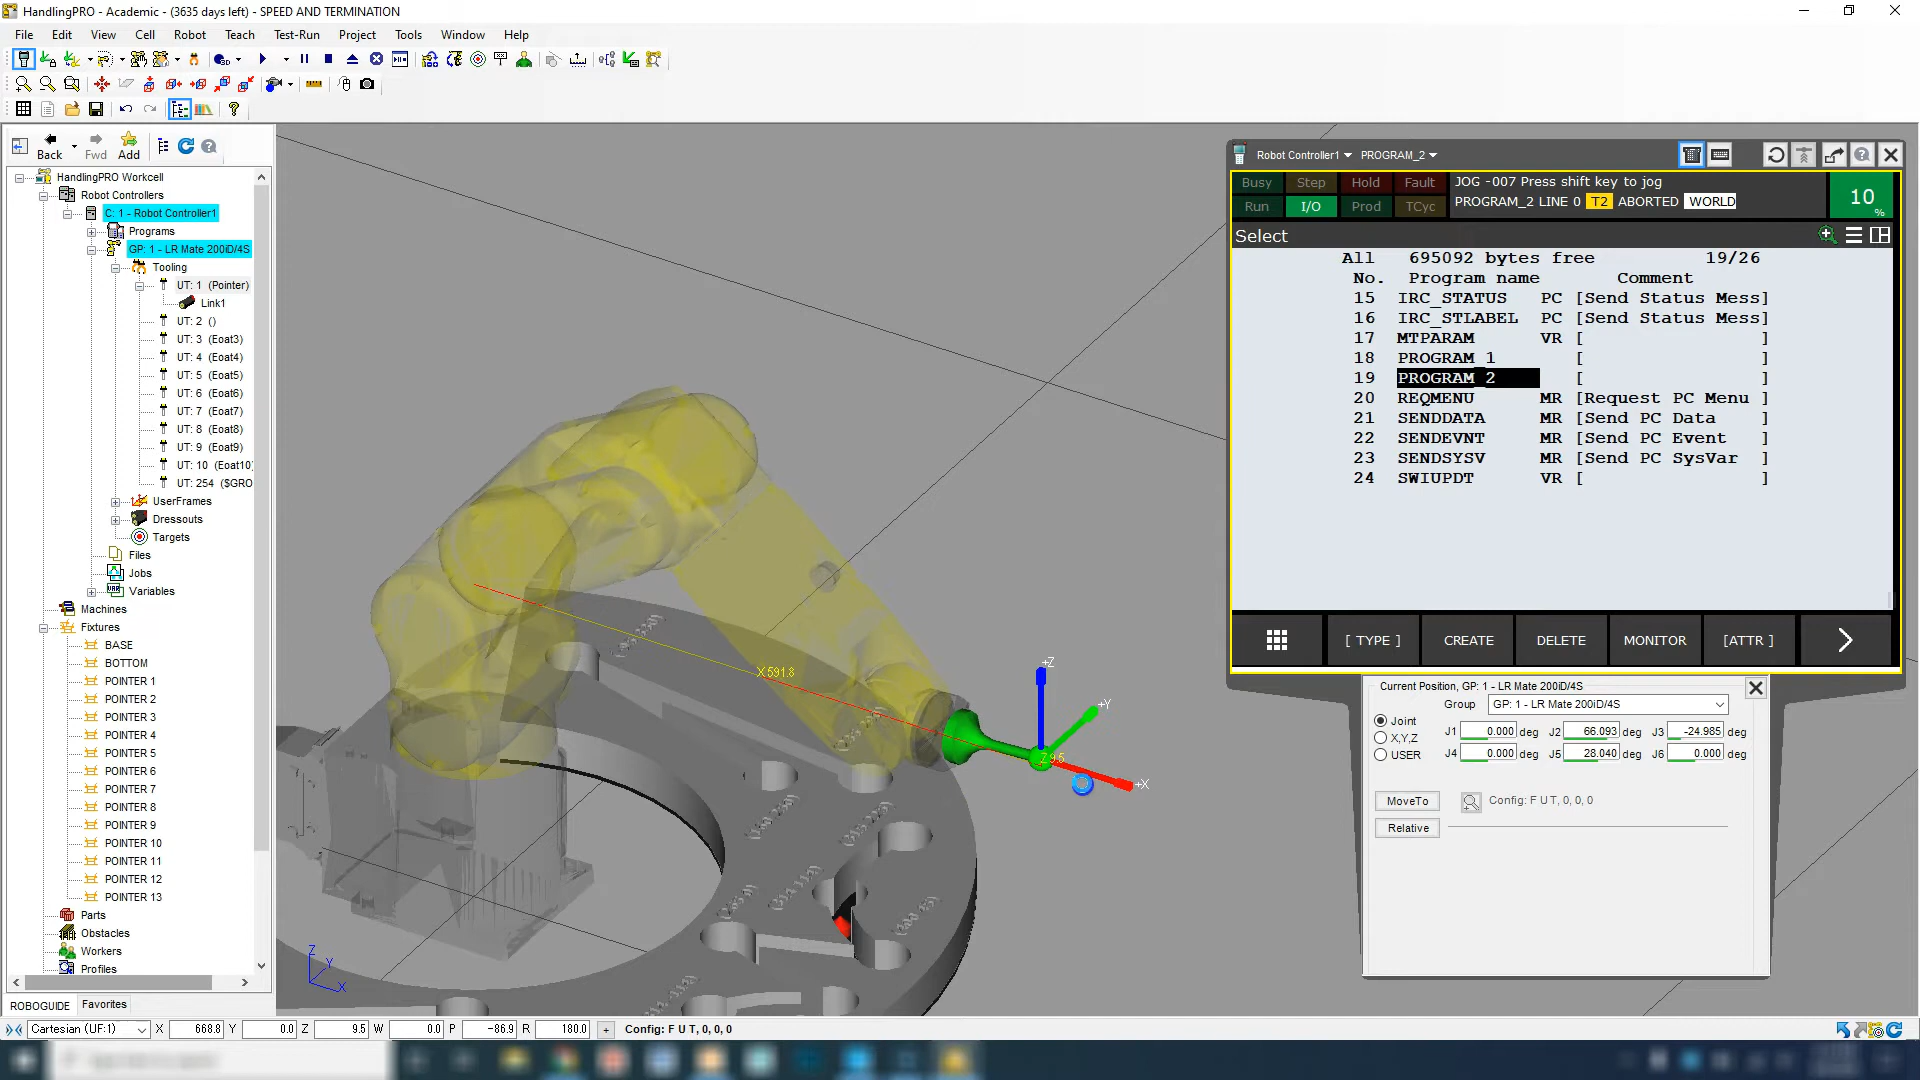 HandlingPRO - Academic - (3635 days left) - SPEED AND TERMINATION
File Edit View Cell Robot Teach Test-Run Project Tools Window Help
Back Fwd Add
HandlingPRO Workcell
Robot Controllers
C: 1 - Robot Controller1
Programs
GP: 1 - LR Mate 200iD/4S
Tooling
UT: 1 (Pointer)
Link1
UT: 2 ()
UT: 3 (Eoat3)
UT: 4 (Eoat4)
UT: 5 (Eoat5)
UT: 6 (Eoat6)
UT: 7 (Eoat7)
UT: 8 (Eoat8)
UT: 9 (Eoat9)
UT: 10 (Eoat10)
UT: 254 ($GRO
UserFrames
Dressouts
Targets
Files
Jobs
Variables
Machines
Fixtures
BASE
BOTTOM
POINTER 1
POINTER 2
POINTER 3
POINTER 4
POINTER 5
POINTER 6
POINTER 7
POINTER 8
POINTER 9
POINTER 10
POINTER 11
POINTER 12
POINTER 13
Parts
Obstacles
Workers
Profiles
ROBOGUIDE Favorites
X591.8
+Z
+Y
Z9.5
+X
Z
Y
X
Robot Controller1 PROGRAM_2
Busy Step Hold Fault
Run I/O Prod TCyc
JOG -007 Press shift key to jog
PROGRAM_2 LINE 0 T2 ABORTED WORLD
10 %
Select
All 695092 bytes free 19/26
No. Program name Comment
15 IRC_STATUS PC [Send Status Mess]
16 IRC_STLABEL PC [Send Status Mess]
17 MTPARAM VR [ ]
18 PROGRAM_1 [ ]
19 PROGRAM_2 [ ]
20 REQMENU MR [Request PC Menu ]
21 SENDDATA MR [Send PC Data ]
22 SENDEVNT MR [Send PC Event ]
23 SENDSYSV MR [Send PC SysVar ]
24 SWIUPDT VR [ ]
[ TYPE ] CREATE DELETE MONITOR [ATTR ]
Current Position, GP: 1 - LR Mate 200iD/4S
Group GP: 1 - LR Mate 200iD/4S
Joint J1 0.000 deg J2 66.093 deg J3 -24.985 deg
X,Y,Z
USER J4 0.000 deg J5 28.040 deg J6 0.000 deg
MoveTo Config: F U T, 0, 0, 0
Relative
Cartesian (UF:1) X 668.8 Y 0.0 Z 9.5 W 0.0 P -86.9 R 180.0 + Config: F U T, 0, 0, 0